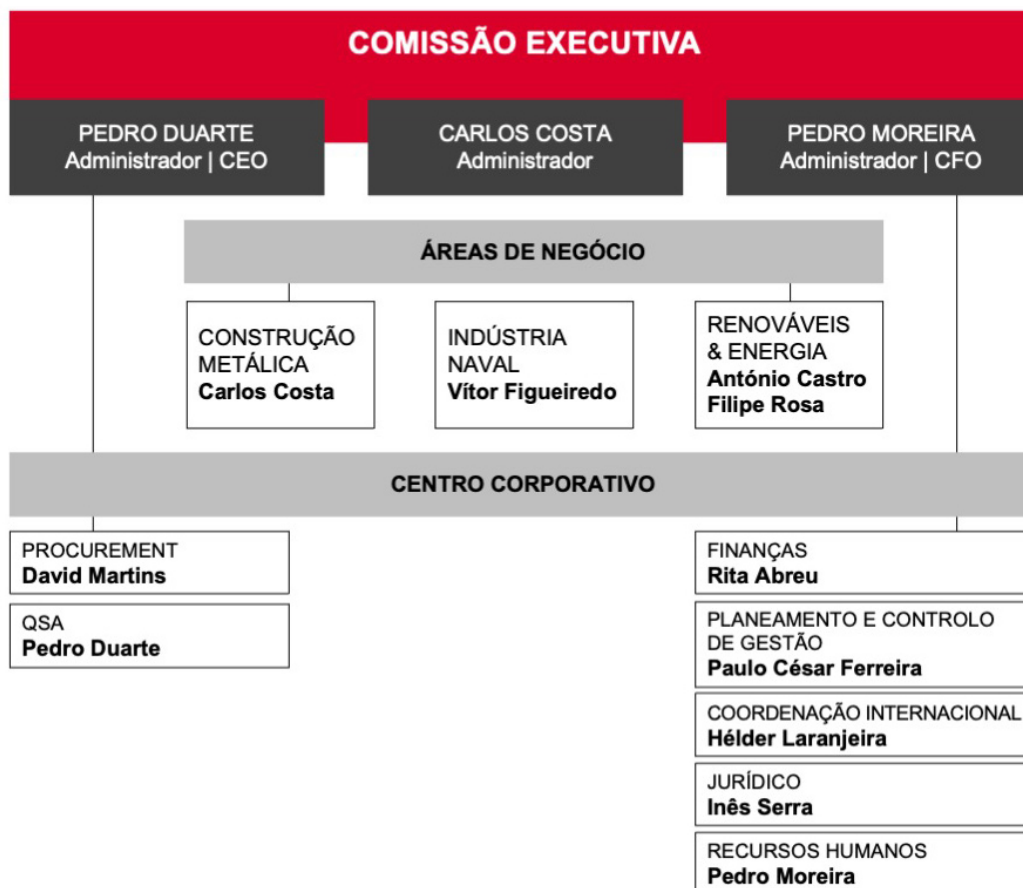 COMISSÃO EXECUTIVA
PEDRO DUARTE
Administrador | CEO
CARLOS COSTA
Administrador
PEDRO MOREIRA
Administrador | CFO
ÁREAS DE NEGÓCIO
CONSTRUÇÃO
METÁLICA
Carlos Costa
INDÚSTRIA
NAVAL
Vítor Figueiredo
RENOVÁVEIS
& ENERGIA
António Castro
Filipe Rosa
CENTRO CORPORATIVO
PROCUREMENT
David Martins
QSA
Pedro Duarte
FINANÇAS
Rita Abreu
PLANEAMENTO E CONTROLO
DE GESTÃO
Paulo César Ferreira
COORDENAÇÃO INTERNACIONAL
Hélder Laranjeira
JURÍDICO
Inês Serra
RECURSOS HUMANOS
Pedro Moreira